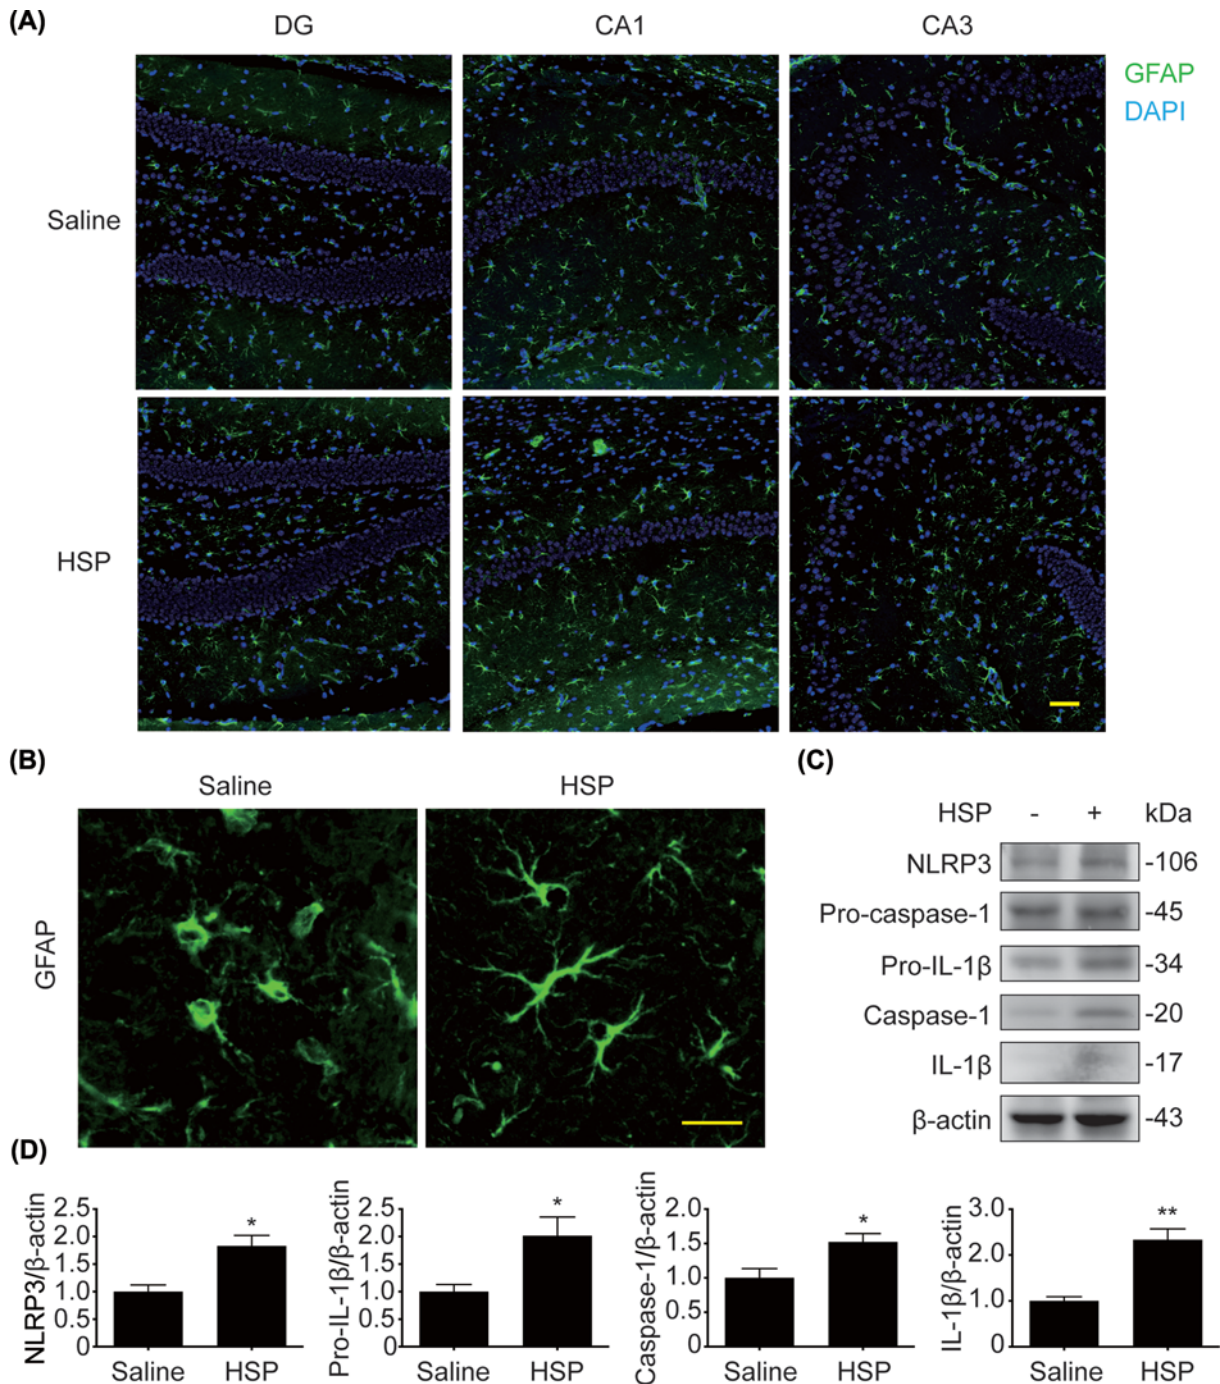 (A)
DG CA1 CA3
GFAP
DAPI
Saline
HSP
(B)
Saline HSP
GFAP
(C)
HSP - + kDa
NLRP3 -106
Pro-caspase-1 -45
Pro-IL-1β -34
Caspase-1 -20
IL-1β -17
β-actin -43
(D)
NLRP3/β-actin
2.5
2.0
1.5
1.0
0.5
0
*
Saline HSP
Pro-IL-1β/β-actin
2.5
2.0
1.5
1.0
0.5
0
*
Saline HSP
Caspase-1/β-actin
2.0
1.5
1.0
0.5
0
*
Saline HSP
IL-1β/β-actin
3.0
2.0
1.0
0
**
Saline HSP